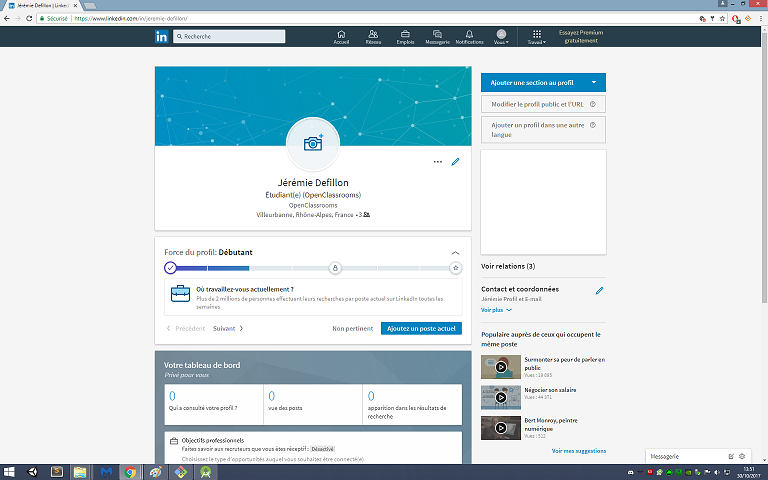 Jérémie Defillon | Linked
Sécurisé
https://www.linkedin.com/in/jeremie-defillon/
in
Recherche
Accueil
Réseau
Emplois
Messagerie
Notifications
Vous
Travail
Essayez Premium
gratuitement
Jérémie Defillon
Étudiant(e) (OpenClassrooms)
OpenClassrooms
Villeurbanne, Rhône-Alpes, France • 3
Force du profil: Débutant
Où travaillez-vous actuellement ?
Plus de 2 millions de personnes effectuent leurs recherches par poste actuel sur LinkedIn toutes les
semaines
Précédent
Suivant
Non pertinent
Ajoutez un poste actuel
Votre tableau de bord
Privé pour vous
0
Qui a consulté votre profil ?
0
vue des posts
0
apparition dans les résultats de
recherche
Objectifs professionnels
Faites savoir aux recruteurs que vous êtes réceptif : Désactivé
Choisissez le type d'opportunités auquel vous souhaitez être connecté(e)
Ajouter une section au profil
Modifier le profil public et l'URL
Ajouter un profil dans une autre
langue
Voir relations (3)
Contact et coordonnées
Jérémie Profil et E-mail
Voir plus
Populaire auprès de ceux qui occupent le
même poste
Surmonter sa peur de parler en
public
Vues : 19 895
Négocier son salaire
Vues : 44 371
Bert Monroy, peintre
numérique
Vues : 512
Voir mes suggestions
Messagerie
13:51
30/10/2017